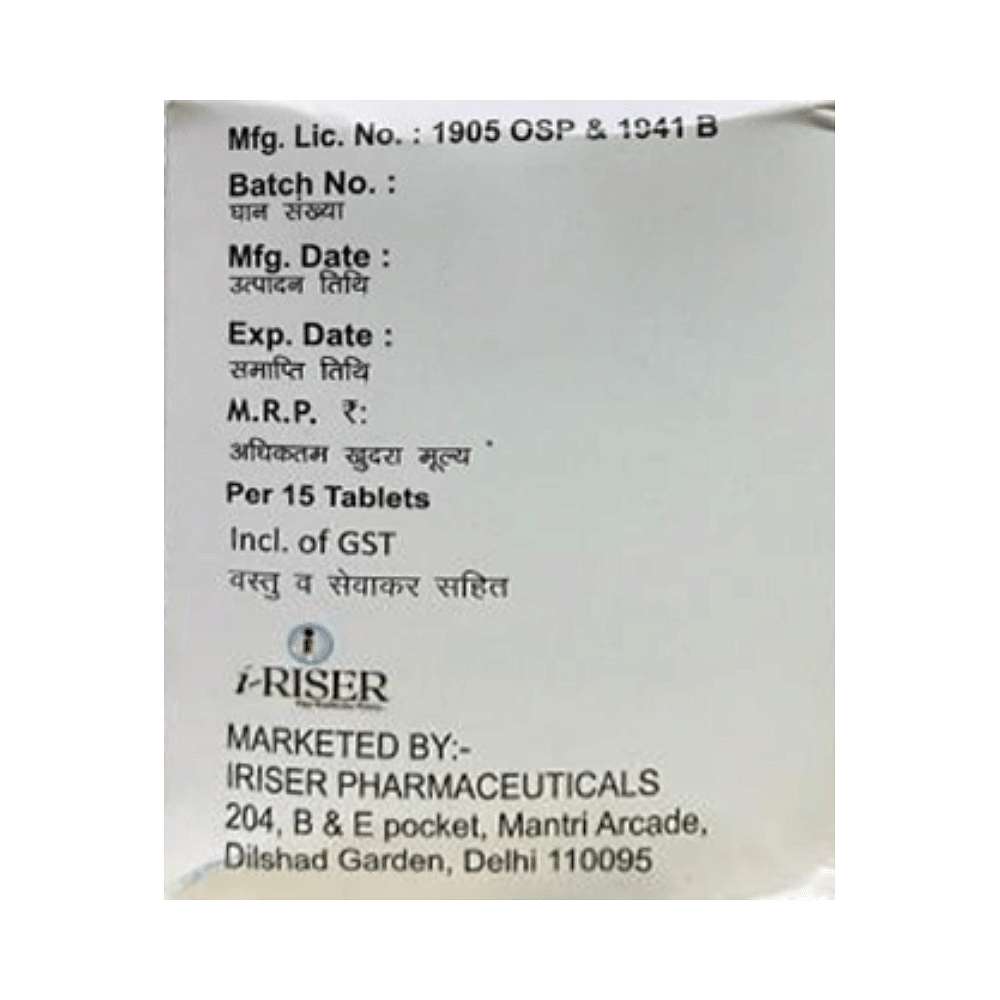 Mfg. Lic. No. : 1905 OSP & 1941 B
Batch No. :
घान संख्या
Mfg. Date :
उत्पादन तिथि
Exp. Date :
समाप्ति तिथि
M.R.P. ₹:
अधिकतम खुदरा मूल्य
Per 15 Tablets
Incl. of GST
वस्तु व सेवाकर सहित
i
i-RISER
MARKETED BY:-
IRISER PHARMACEUTICALS
204, B & E pocket, Mantri Arcade,
Dilshad Garden, Delhi 110095